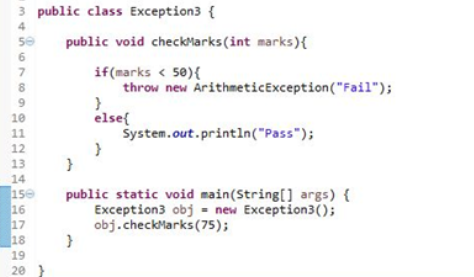 3 public class Exception3 {
4
5 public void checkMarks(int marks){
6
7 if(marks < 50){
8 throw new ArithmeticException("Fail");
9 }
10 else{
11 System.out.println("Pass");
12 }
13 }
14
15 public static void main(String[] args) {
16 Exception3 obj = new Exception3();
17 obj.checkMarks(75);
18 }
19
20 }